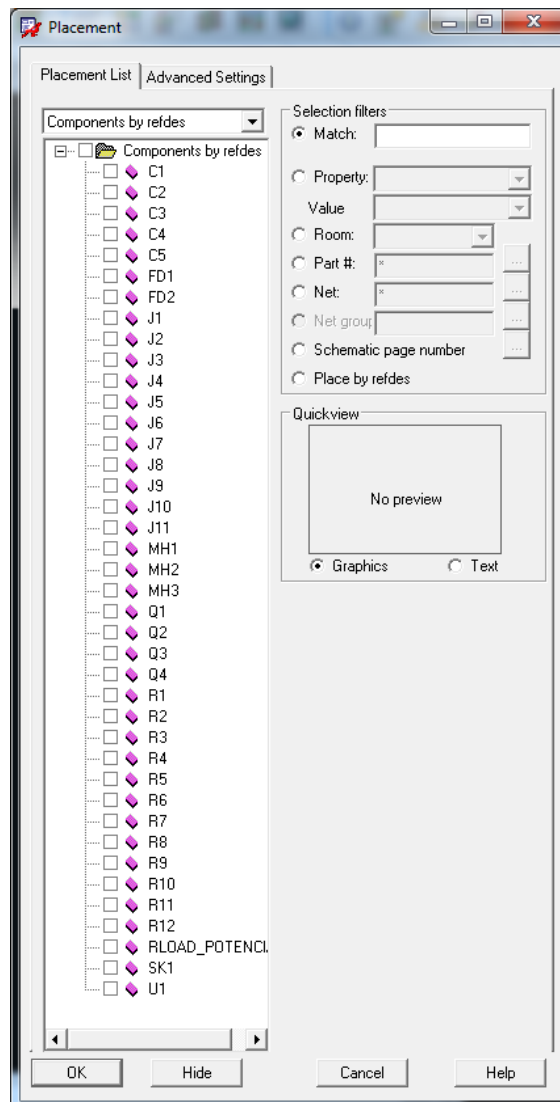 Placement
Placement List
Advanced Settings
Components by refdes
Components by refdes
C1
C2
C3
C4
C5
FD1
FD2
J1
J2
J3
J4
J5
J6
J7
J8
J9
J10
J11
MH1
MH2
MH3
Q1
Q2
Q3
Q4
R1
R2
R3
R4
R5
R6
R7
R8
R9
R10
R11
R12
RLOAD_POTENCI
SK1
U1
Selection filters
Match:
Property:
Value
Room:
Part #: * ...
Net: * ...
Net group ...
Schematic page number
Place by refdes
Quickview
No preview
Graphics
Text
OK
Hide
Cancel
Help